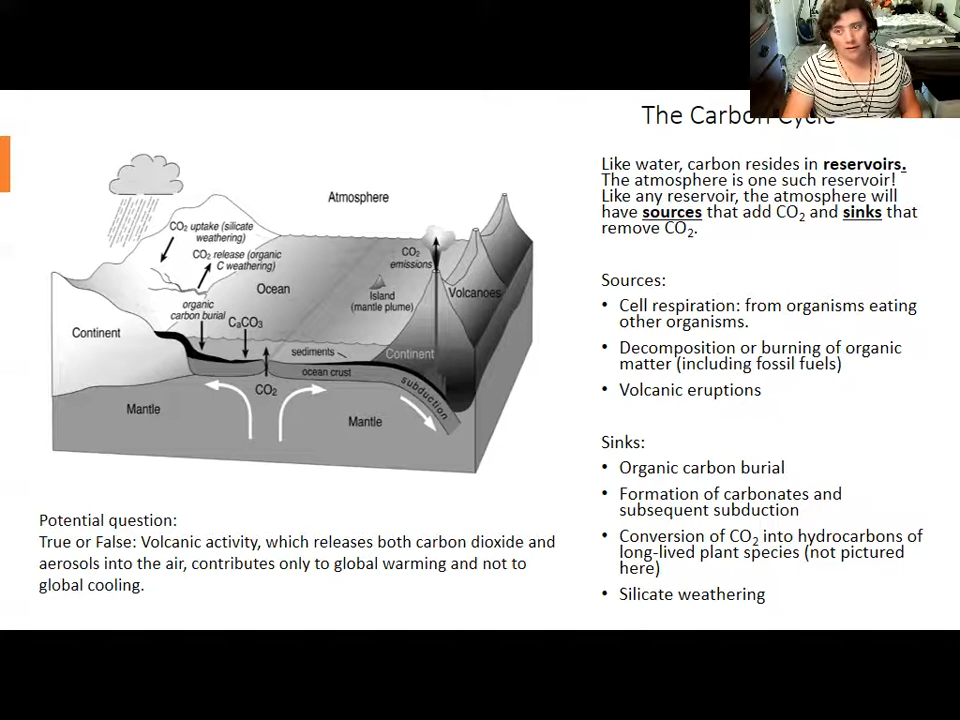 The Carbon Cycle
Like water, carbon resides in reservoirs.
The atmosphere is one such reservoir!
Like any reservoir, the atmosphere will
have sources that add CO₂ and sinks that
remove CO₂.
Sources:
• Cell respiration: from organisms eating
other organisms.
• Decomposition or burning of organic
matter (including fossil fuels)
• Volcanic eruptions
Sinks:
• Organic carbon burial
• Formation of carbonates and
subsequent subduction
• Conversion of CO₂ into hydrocarbons of
long-lived plant species (not pictured
here)
• Silicate weathering
Atmosphere
CO₂ uptake (silicate
weathering)
CO₂ release (organic
C weathering)
CO₂
emissions
Ocean
Island
(mantle plume)
Volcanoes
organic
carbon burial
CaCO₃
Continent
sediments
Continent
ocean crust
CO₂
subduction
Mantle
Mantle
Potential question:
True or False: Volcanic activity, which releases both carbon dioxide and
aerosols into the air, contributes only to global warming and not to
global cooling.